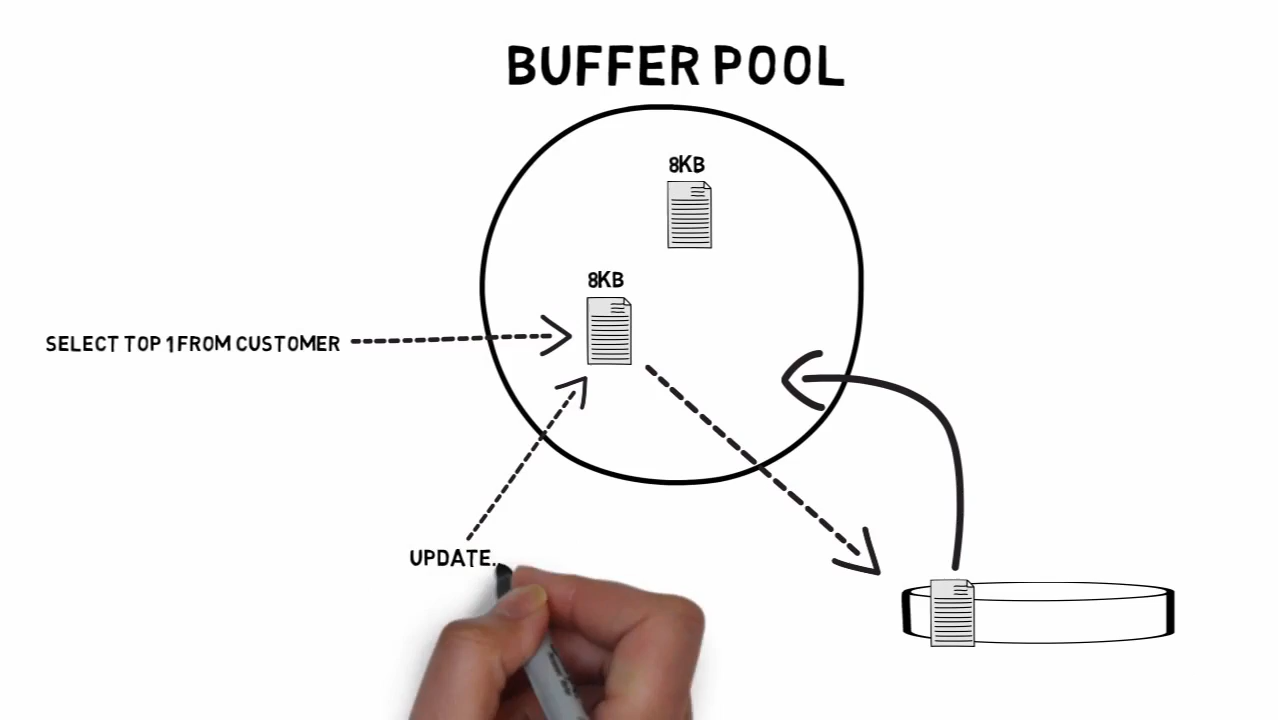 BUFFER POOL
8KB
8KB
SELECT TOP 1 FROM CUSTOMER
UPDATE.